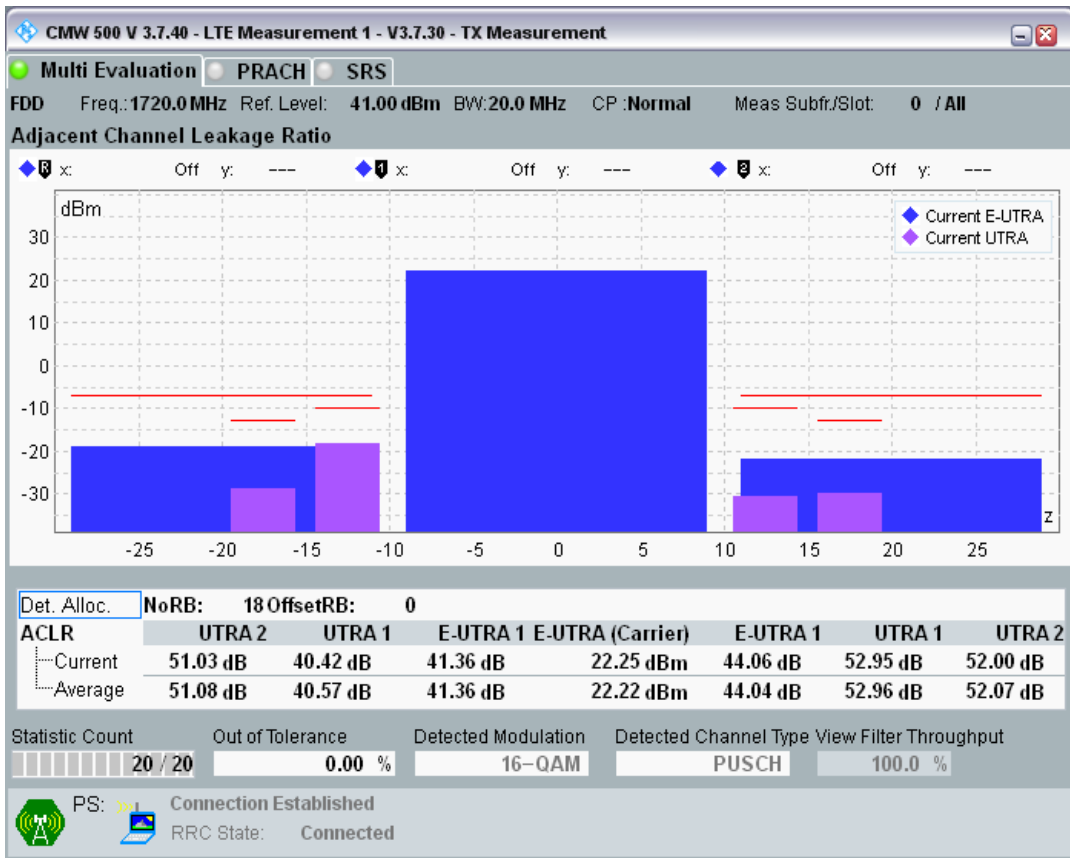 CMW 500 V 3.7.40 - LTE Measurement 1 - V3.7.30 - TX Measurement
Multi Evaluation PRACH SRS
FDD Freq.: 1720.0 MHz Ref. Level: 41.00 dBm BW: 20.0 MHz CP : Normal Meas Subfr./Slot: 0 / All
Adjacent Channel Leakage Ratio
R x: Off y: --- 1 x: Off y: --- 2 x: Off y: ---
dBm
Current E-UTRA
Current UTRA
30
20
10
0
-10
-20
-30
z
-25 -20 -15 -10 -5 0 5 10 15 20 25
Det. Alloc. NoRB: 18 OffsetRB: 0
ACLR UTRA 2 UTRA 1 E-UTRA 1 E-UTRA (Carrier) E-UTRA 1 UTRA 1 UTRA 2
Current 51.03 dB 40.42 dB 41.36 dB 22.25 dBm 44.06 dB 52.95 dB 52.00 dB
Average 51.08 dB 40.57 dB 41.36 dB 22.22 dBm 44.04 dB 52.96 dB 52.07 dB
Statistic Count Out of Tolerance Detected Modulation Detected Channel Type View Filter Throughput
20 / 20 0.00 % 16-QAM PUSCH 100.0 %
PS: Connection Established
RRC State: Connected